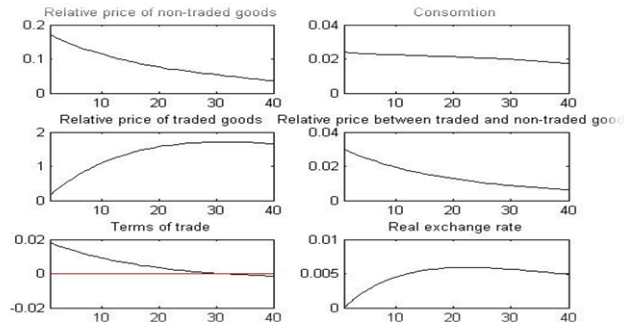 Relative price of non-traded goods
Consomtion
0.2
0.1
0
10 20 30 40
0.04
0.02
0
10 20 30 40
Relative price of traded goods
Relative price between traded and non-traded good
2
1
0
10 20 30 40
0.04
0.02
0
10 20 30 40
Terms of trade
Real exchange rate
0.02
0
-0.02
10 20 30 40
0.01
0.005
0
10 20 30 40